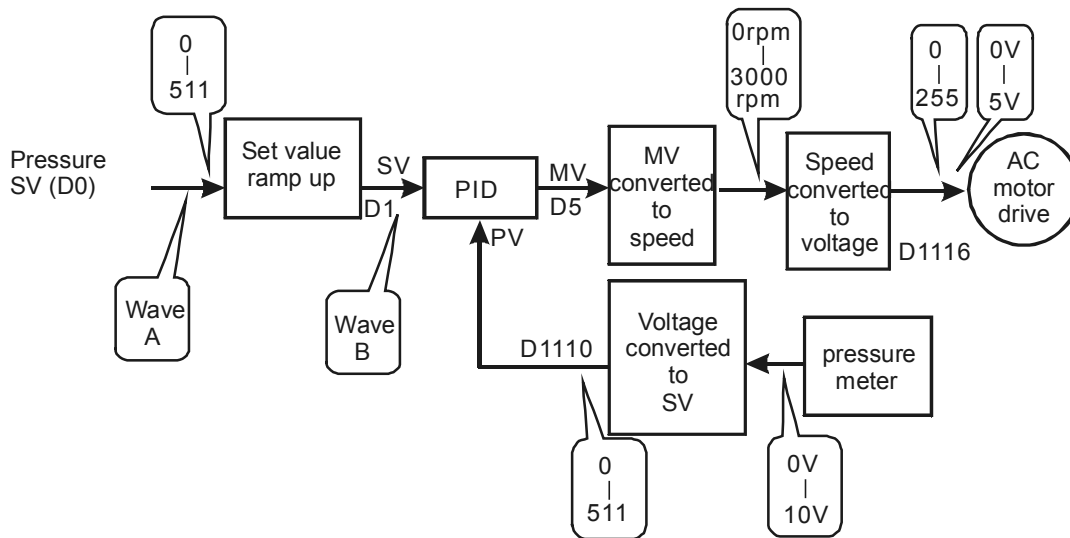 0
511
Pressure
SV (D0)
Wave
A
Set value
ramp up
SV
D1
Wave
B
PID
PV
MV
D5
MV
converted
to
speed
0rpm
3000
rpm
Speed
converted
to
voltage
0
255
0V
5V
D1116
AC
motor
drive
D1110
0
511
Voltage
converted
to
SV
0V
10V
pressure
meter